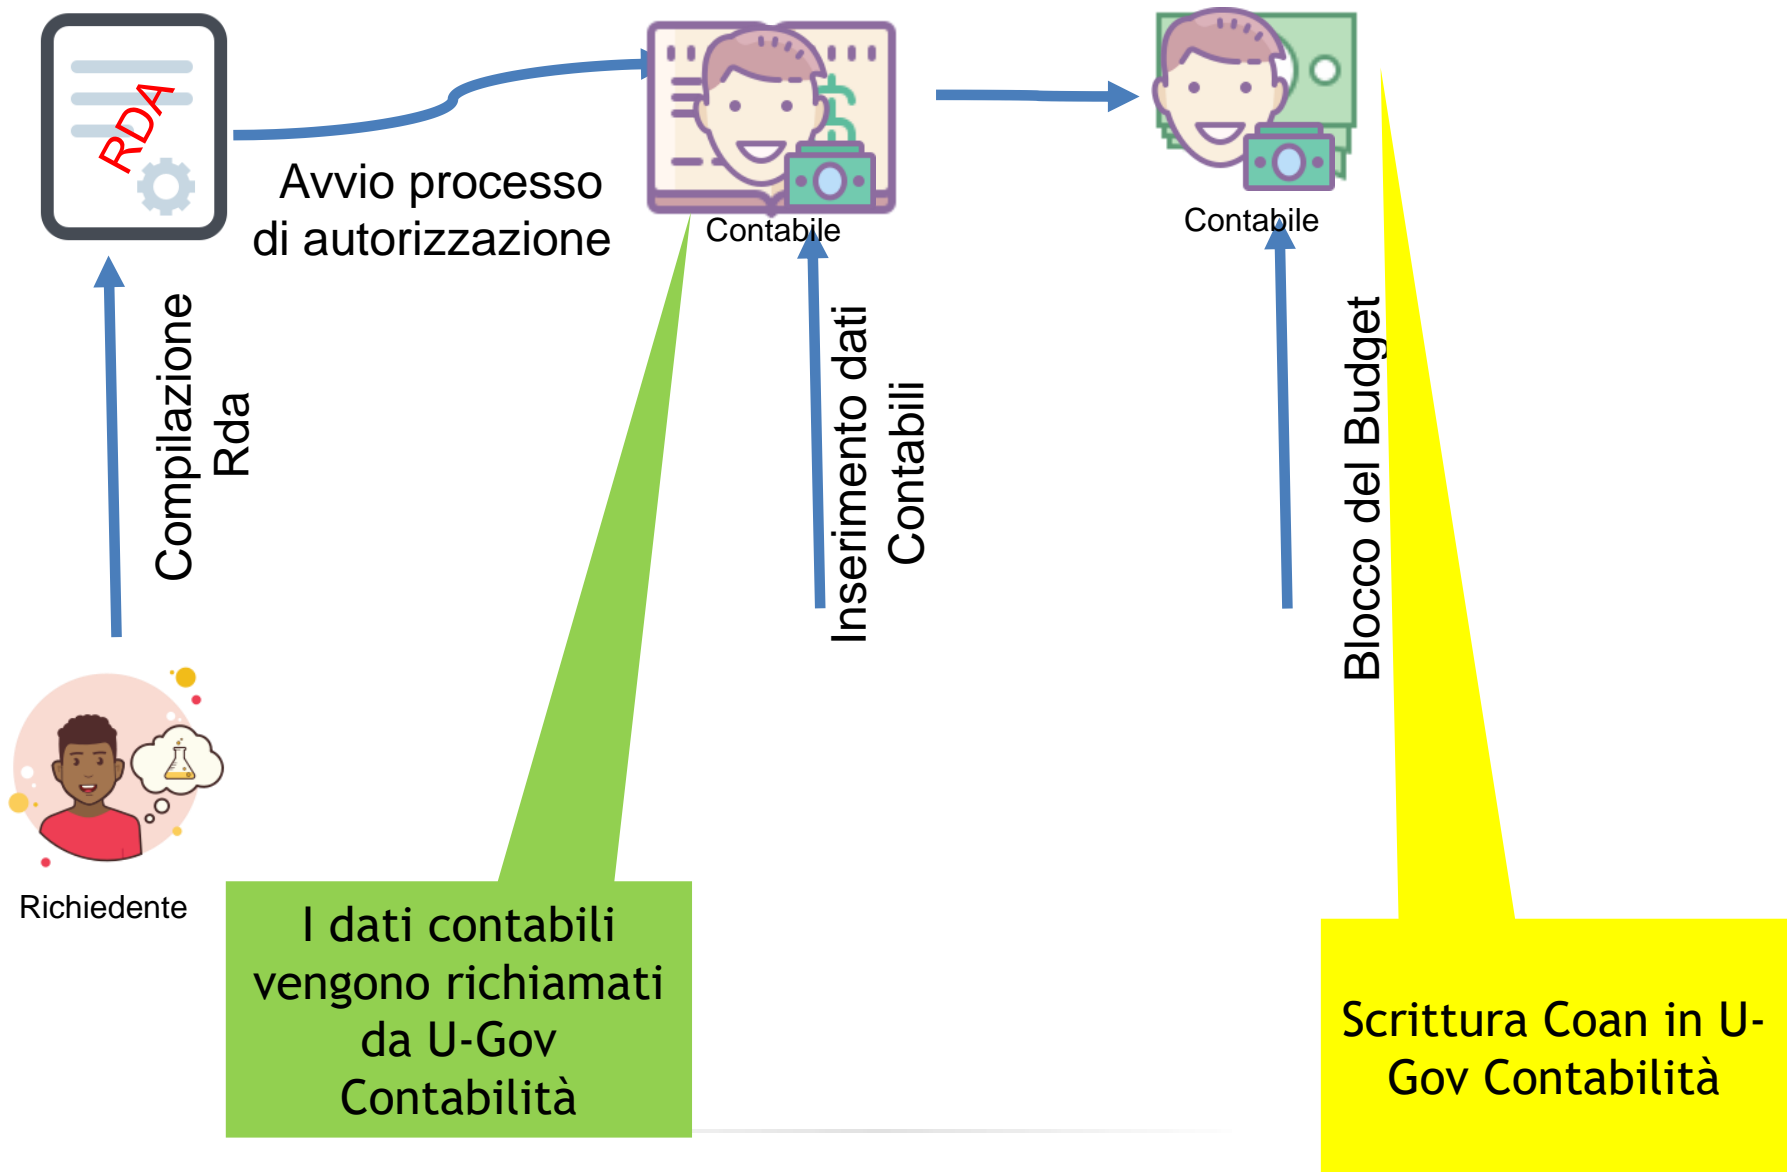 RDA
Avvio processo
di autorizzazione
Contabile
Contabile
Compilazione
Rda
Inserimento dati
Contabili
Blocco del Budget
Richiedente
I dati contabili
vengono richiamati
da U-Gov
Contabilità
Scrittura Coan in U-
Gov Contabilità